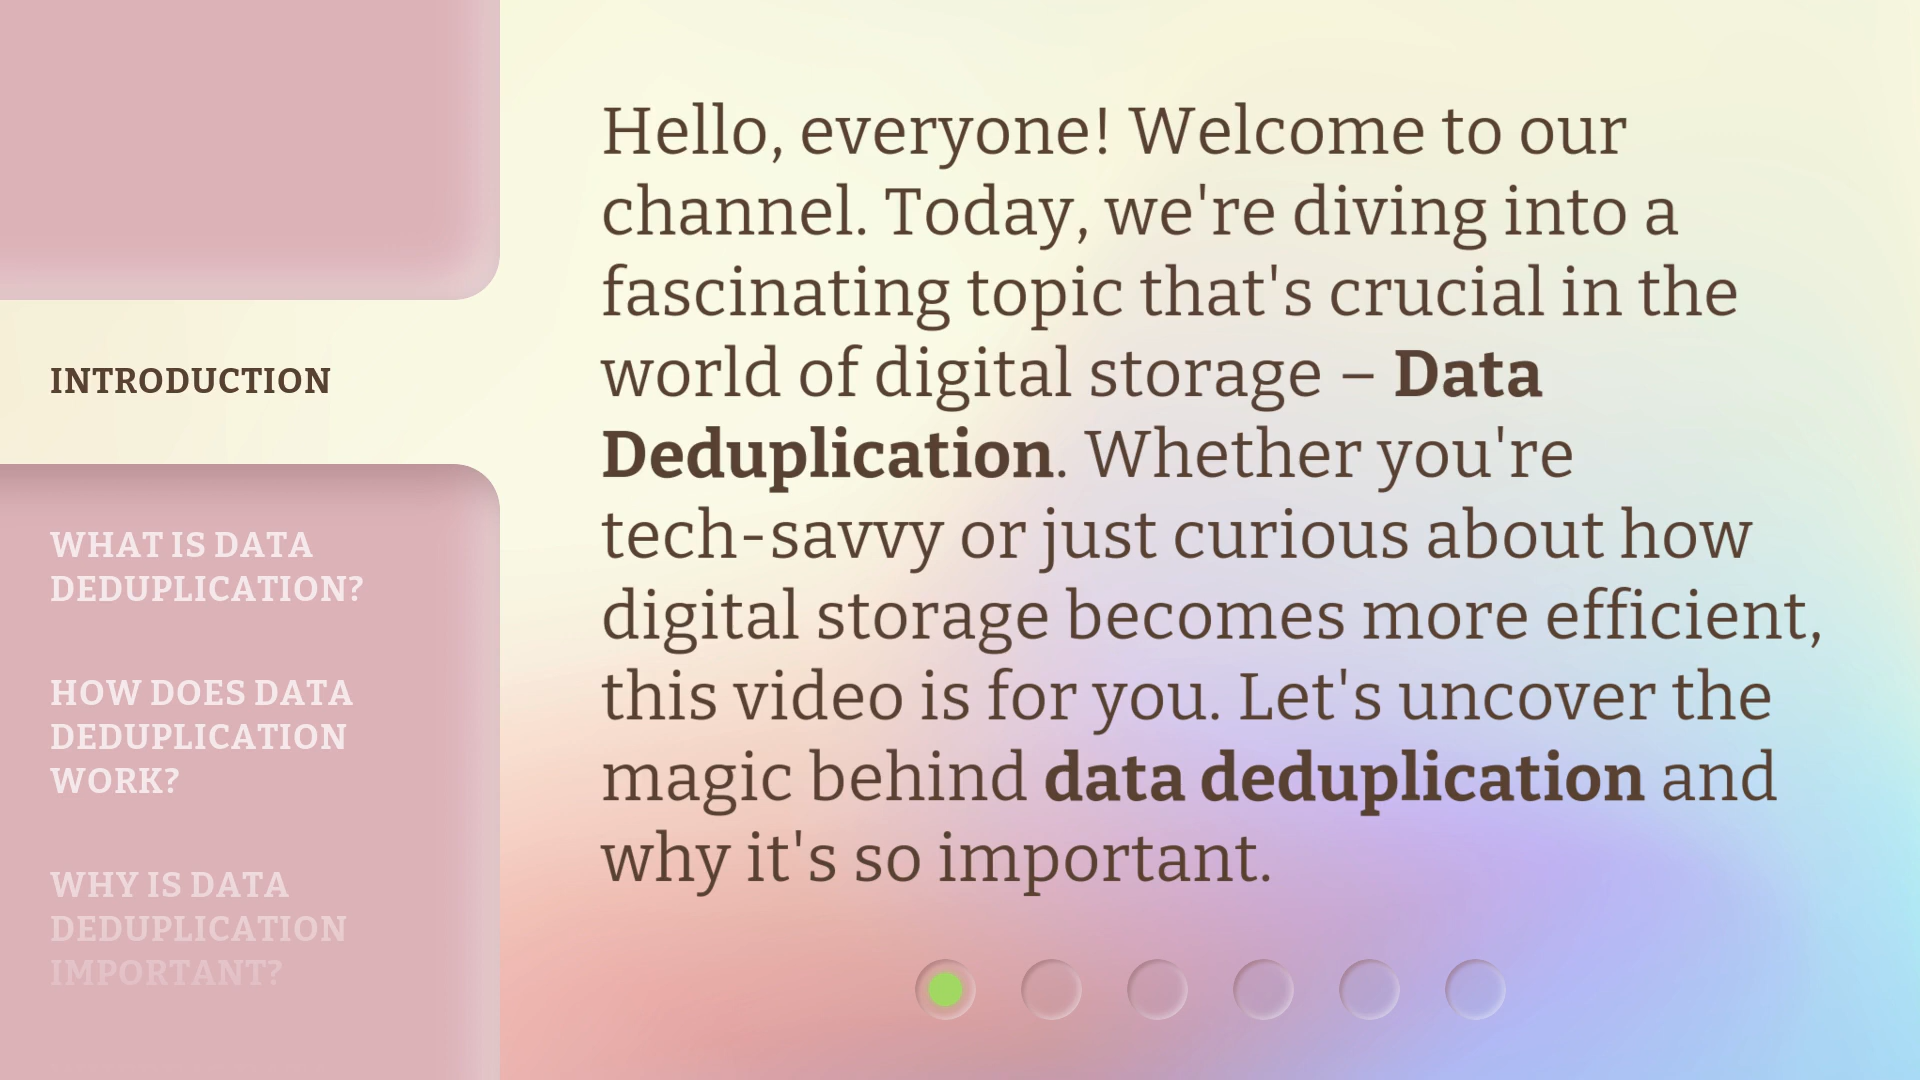 INTRODUCTION
WHAT IS DATA
DEDUPLICATION?
HOW DOES DATA
DEDUPLICATION
WORK?
WHY IS DATA
DEDUPLICATION
IMPORTANT?
Hello, everyone! Welcome to our
channel. Today, we're diving into a
fascinating topic that's crucial in the
world of digital storage – Data
Deduplication. Whether you're
tech-savvy or just curious about how
digital storage becomes more efficient,
this video is for you. Let's uncover the
magic behind data deduplication and
why it's so important.